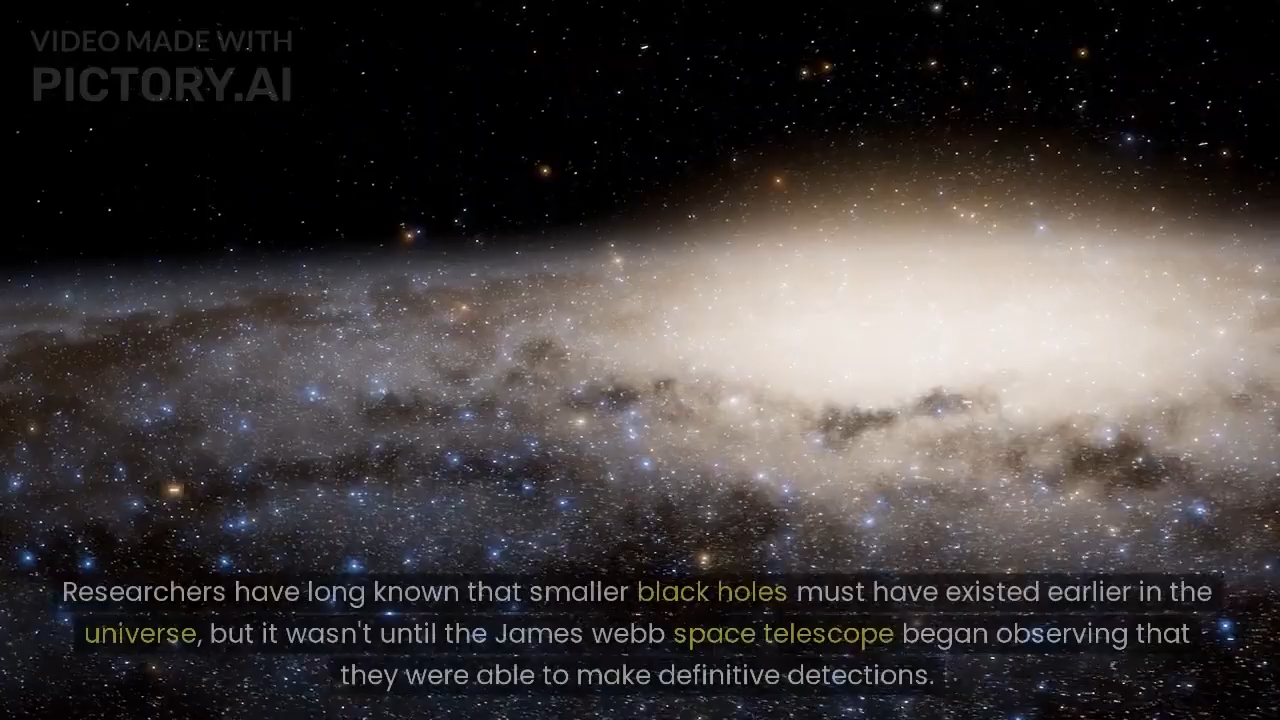 VIDEO MADE WITH
PICTORY.AI
Researchers have long known that smaller black holes must have existed earlier in the
universe, but it wasn't until the James webb space telescope began observing that
they were able to make definitive detections.